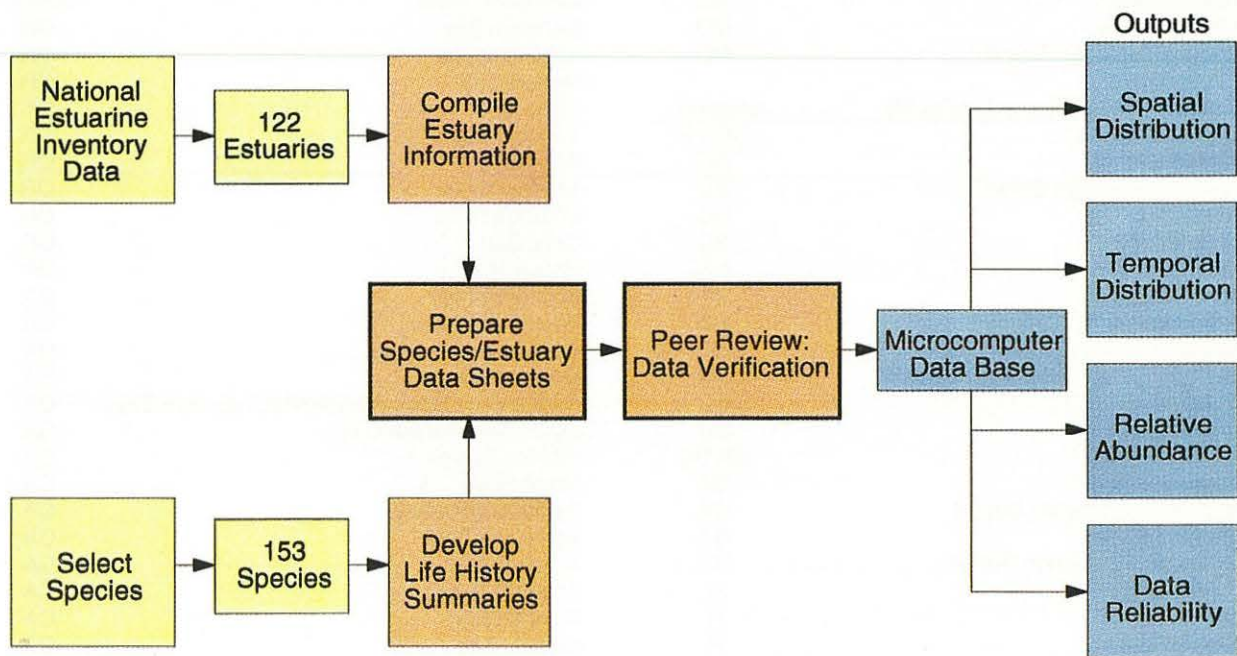 Outputs
National
Estuarine
Inventory
Data
122
Estuaries
Compile
Estuary
Information
Spatial
Distribution
Temporal
Distribution
Prepare
Species/Estuary
Data Sheets
Peer Review:
Data Verification
Microcomputer
Data Base
Relative
Abundance
Select
Species
153
Species
Develop
Life History
Summaries
Data
Reliability